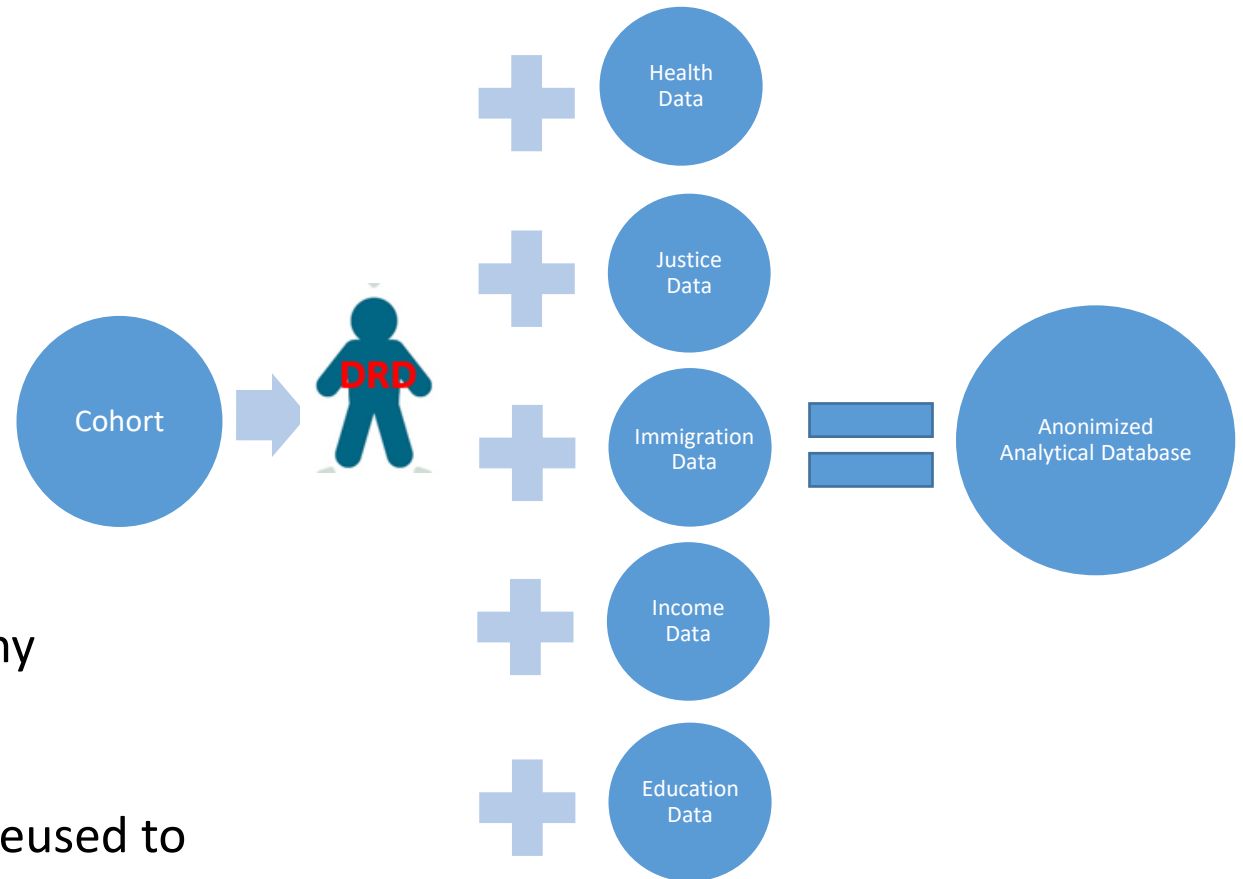 Health
Data
Justice
Data
Cohort
DRD
Immigration
Data
Anonimized
Analytical Database
Income
Data
ny
Education
Data
eused to